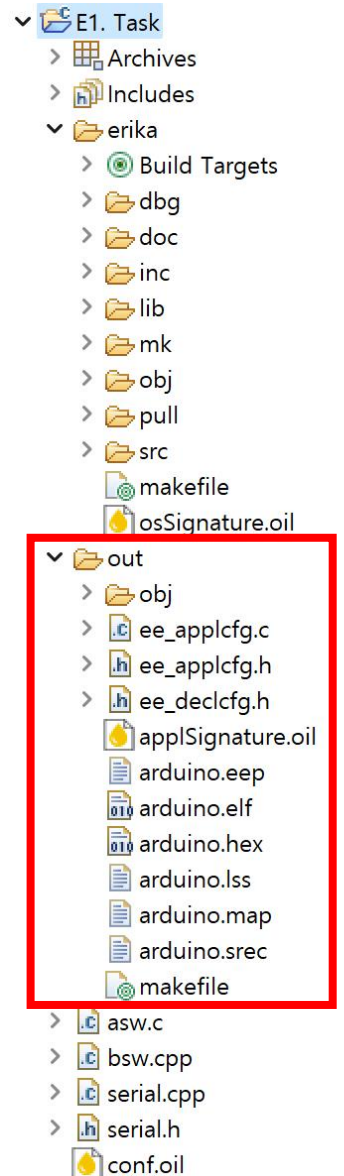 E1. Task
Archives
Includes
erika
Build Targets
dbg
doc
inc
lib
mk
obj
pull
src
makefile
osSignature.oil
out
obj
ee_applcfg.c
ee_applcfg.h
ee_declcfg.h
applSignature.oil
arduino.eep
arduino.elf
arduino.hex
arduino.lss
arduino.map
arduino.srec
makefile
asw.c
bsw.cpp
serial.cpp
serial.h
conf.oil